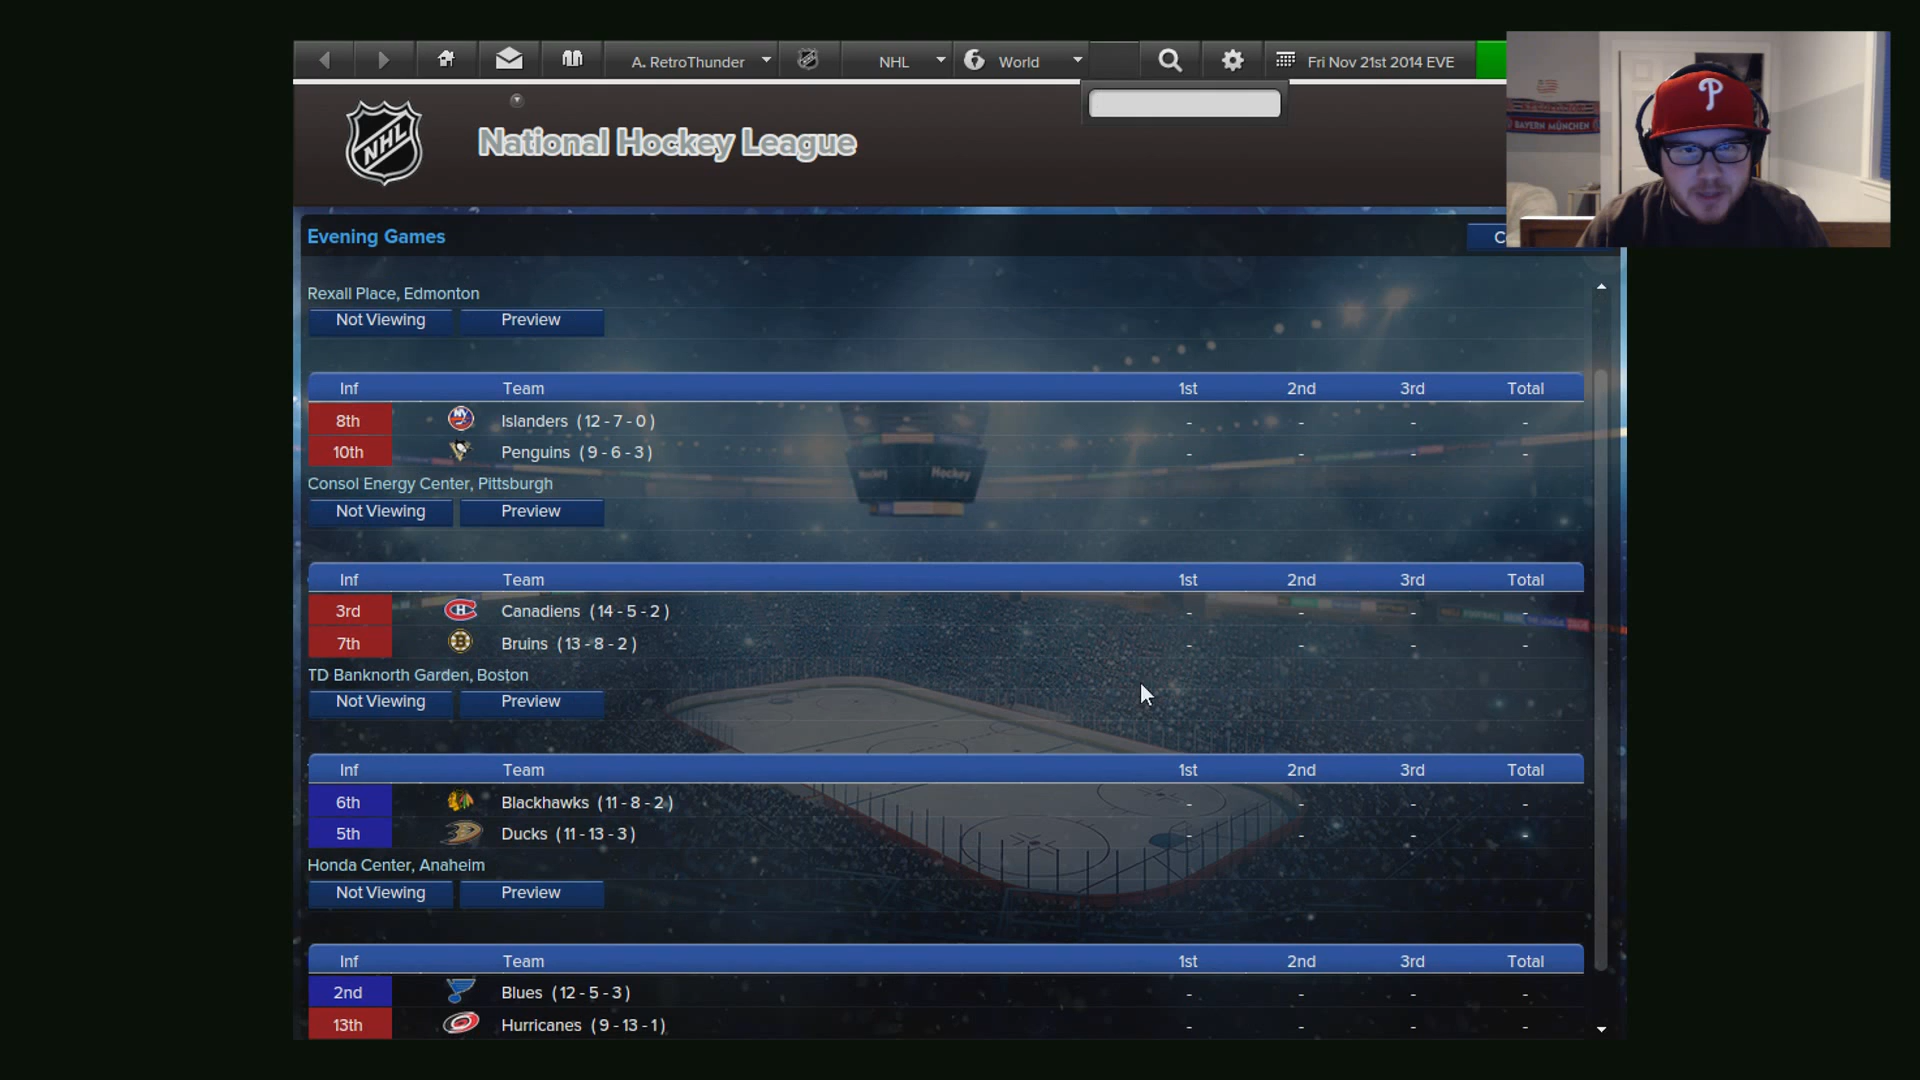 A. RetroThunder NHL World Fri Nov 21st 2014 EVE
NHL National Hockey League
BAYERN MÜNCHEN
P
Evening Games C
Rexall Place, Edmonton
Not Viewing Preview
Inf Team 1st 2nd 3rd Total
8th Islanders ( 12 - 7 - 0 ) - - - -
10th Penguins ( 9 - 6 - 3 ) - - - -
Consol Energy Center, Pittsburgh
Not Viewing Preview
Inf Team 1st 2nd 3rd Total
3rd Canadiens ( 14 - 5 - 2 ) - - - -
7th Bruins ( 13 - 8 - 2 ) - - - -
TD Banknorth Garden, Boston
Not Viewing Preview
Inf Team 1st 2nd 3rd Total
6th Blackhawks ( 11 - 8 - 2 ) - - - -
5th Ducks ( 11 - 13 - 3 ) - - - -
Honda Center, Anaheim
Not Viewing Preview
Inf Team 1st 2nd 3rd Total
2nd Blues ( 12 - 5 - 3 ) - - - -
13th Hurricanes ( 9 - 13 - 1 ) - - - -
Hockey Hockey